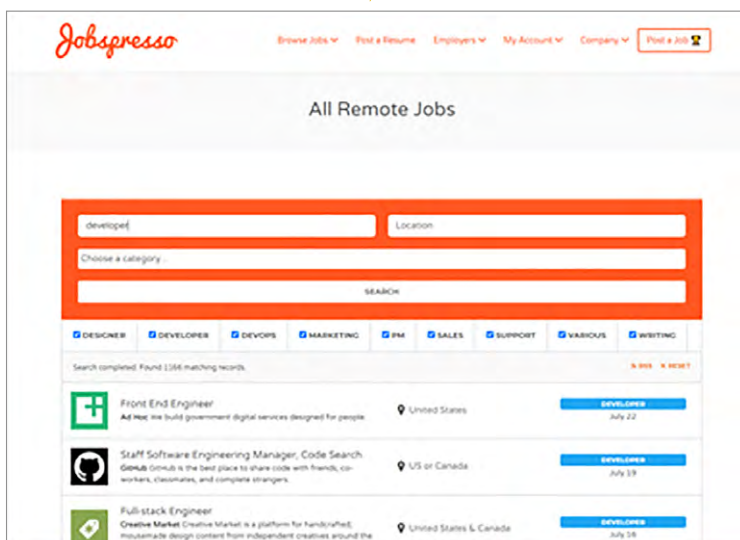 Jobspresso
Browse Jobs Post a Resume Employers My Account Company Post a Job
All Remote Jobs
developer Location
Choose a category...
SEARCH
DESIGNER DEVELOPER DEVOPS MARKETING PM SALES SUPPORT VARIOUS WRITING
Search completed. Found 1166 matching records. RSS RESET
Front End Engineer
Ad Hoc We build government digital services designed for people.
United States
DEVELOPER
July 22
Staff Software Engineering Manager, Code Search
GitHub GitHub is the best place to share code with friends, co-
workers, classmates, and complete strangers.
US or Canada
DEVELOPER
July 19
Full-stack Engineer
Creative Market Creative Market is a platform for handcrafted,
mousemade design content from independent creatives around the
United States & Canada
DEVELOPER
July 16